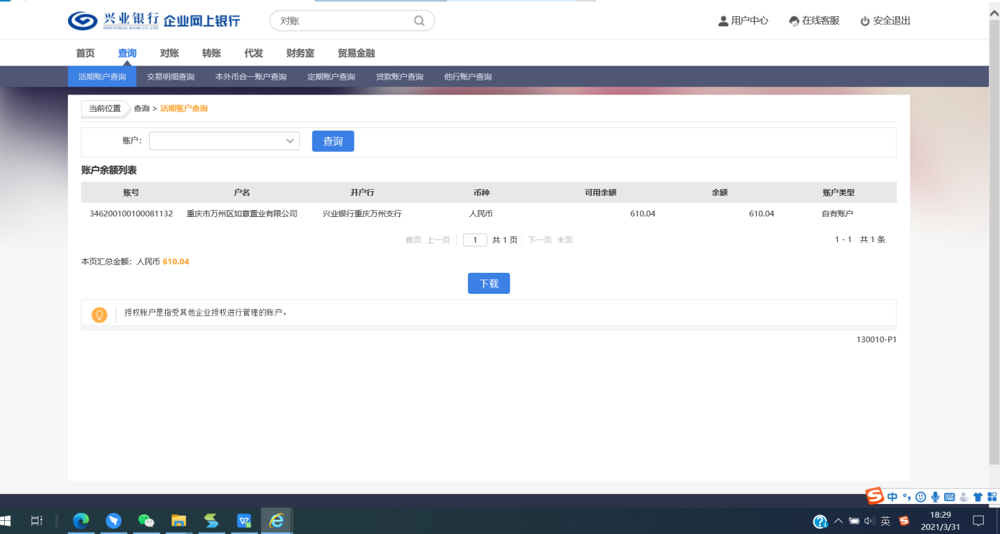 兴业银行 企业网上银行 对账 用户中心 在线客服 安全退出
INDUSTRIAL BANK CO.,LTD.
首页 查询 对账 转账 代发 财务室 贸易金融
活期账户查询 交易明细查询 本外币合一账户查询 定期账户查询 贷款账户查询 他行账户查询
当前位置 查询 > 活期账户查询
账户: 查询
账户余额列表
账号 户名 开户行 币种 可用余额 余额 账户类型
346200100100081132 重庆市万州区如意置业有限公司 兴业银行重庆万州支行 人民币 610.04 610.04 自有账户
首页 上一页 1 共 1 页 下一页 末页 1 - 1 共 1 条
本页汇总金额：人民币 610.04
下载
授权账户是指受其他企业授权进行管理的账户。
130010-P1
中
英 18:29
2021/3/31